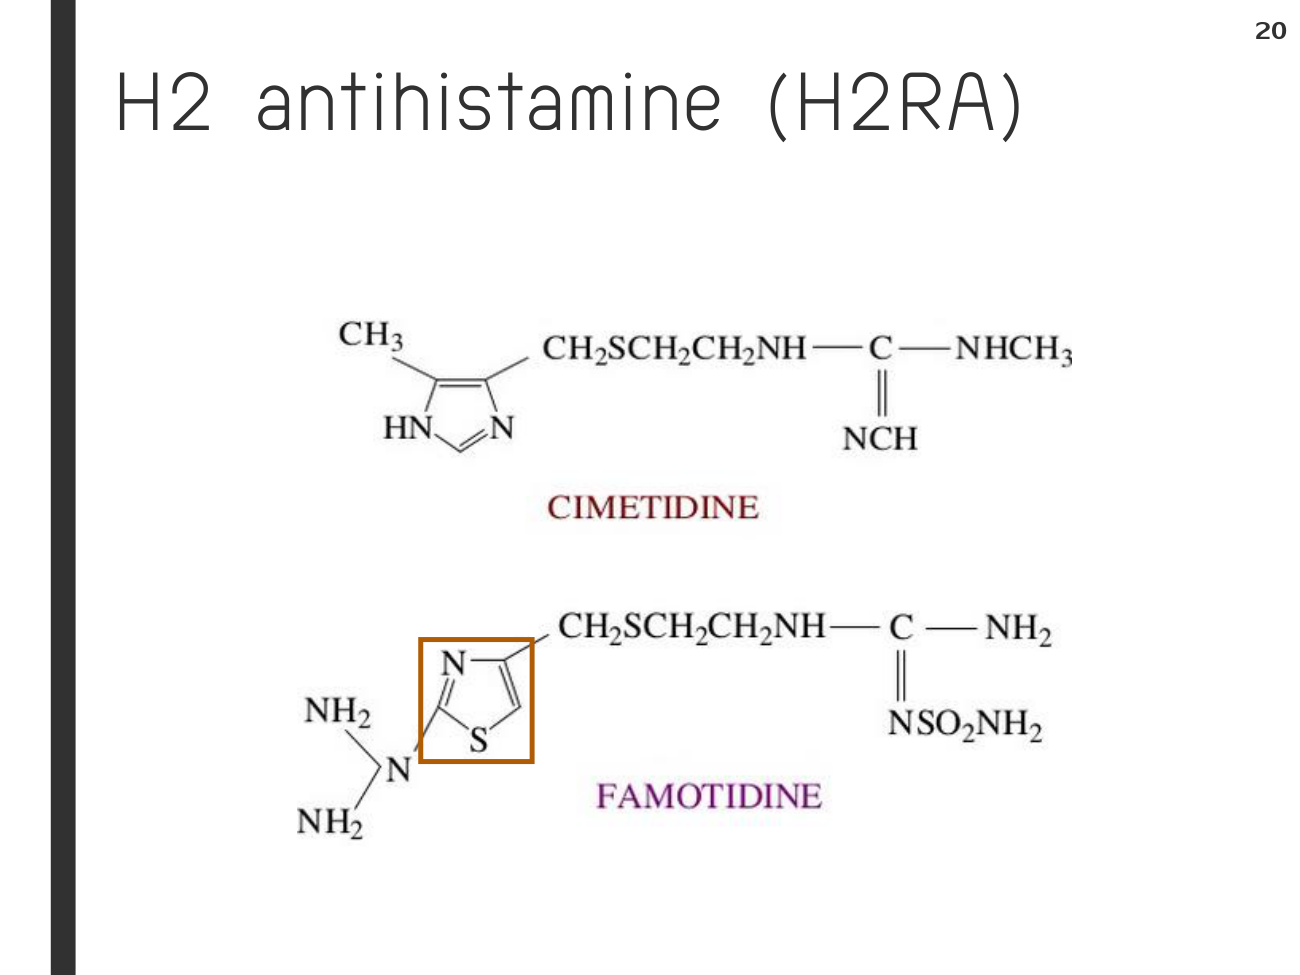 20
H2 antihistamine (H2RA)
CH₃
CH₂SCH₂CH₂NH — C — NHCH₃
HN N
NCH
CIMETIDINE
CH₂SCH₂CH₂NH — C — NH₂
N
NH₂
S
NSO₂NH₂
N
FAMOTIDINE
NH₂